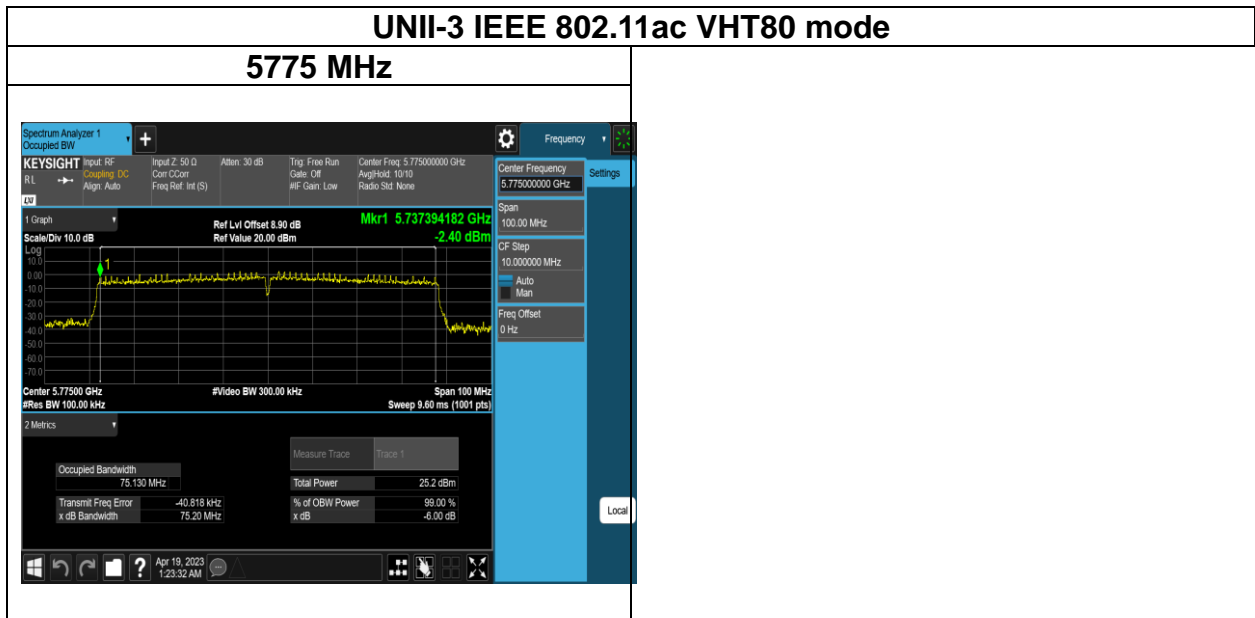 UNII-3 IEEE 802.11ac VHT80 mode
5775 MHz
Spectrum Analyzer 1
Occupied BW
+
Frequency
KEYSIGHT
RL
LXI
Input: RF
Coupling: DC
Align: Auto
Input Z: 50 Ω
Corr CCorr
Freq Ref: Int (S)
Atten: 30 dB
Trig: Free Run
Gate: Off
#IF Gain: Low
Center Freq: 5.775000000 GHz
Avg|Hold: 10/10
Radio Std: None
Center Frequency
5.775000000 GHz
Settings
Span
100.00 MHz
CF Step
10.000000 MHz
Auto
Man
Freq Offset
0 Hz
Local
1 Graph
Scale/Div 10.0 dB
Ref Lvl Offset 8.90 dB
Ref Value 20.00 dBm
Mkr1 5.737394182 GHz
-2.40 dBm
Log
10.0
0.00
-10.0
-20.0
-30.0
-40.0
-50.0
-60.0
-70.0
1
Center 5.77500 GHz
#Res BW 100.00 kHz
#Video BW 300.00 kHz
Span 100 MHz
Sweep 9.60 ms (1001 pts)
2 Metrics
Measure Trace Trace 1
Occupied Bandwidth
75.130 MHz
Total Power 25.2 dBm
Transmit Freq Error -40.818 kHz
% of OBW Power 99.00 %
x dB Bandwidth 75.20 MHz
x dB -6.00 dB
?
Apr 19, 2023
1:23:32 AM